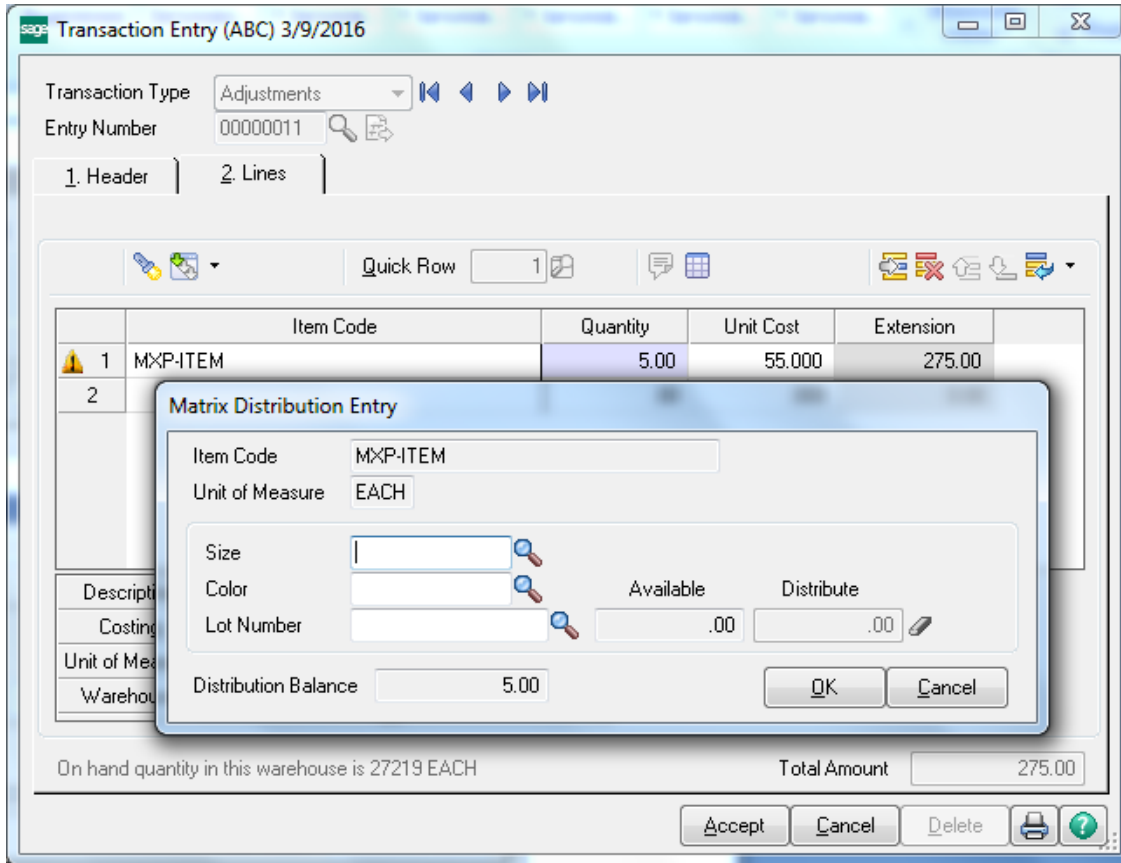 sage Transaction Entry (ABC) 3/9/2016
Transaction Type Adjustments
Entry Number 00000011
1. Header 2. Lines
Quick Row 1
Item Code Quantity Unit Cost Extension
1 MXP-ITEM 5.00 55.000 275.00
2
Matrix Distribution Entry
Item Code MXP-ITEM
Unit of Measure EACH
Size
Color Available Distribute
Lot Number .00 .00
Distribution Balance 5.00 OK Cancel
Descripti
Costing
Unit of Mea
Warehou
On hand quantity in this warehouse is 27219 EACH Total Amount 275.00
Accept Cancel Delete